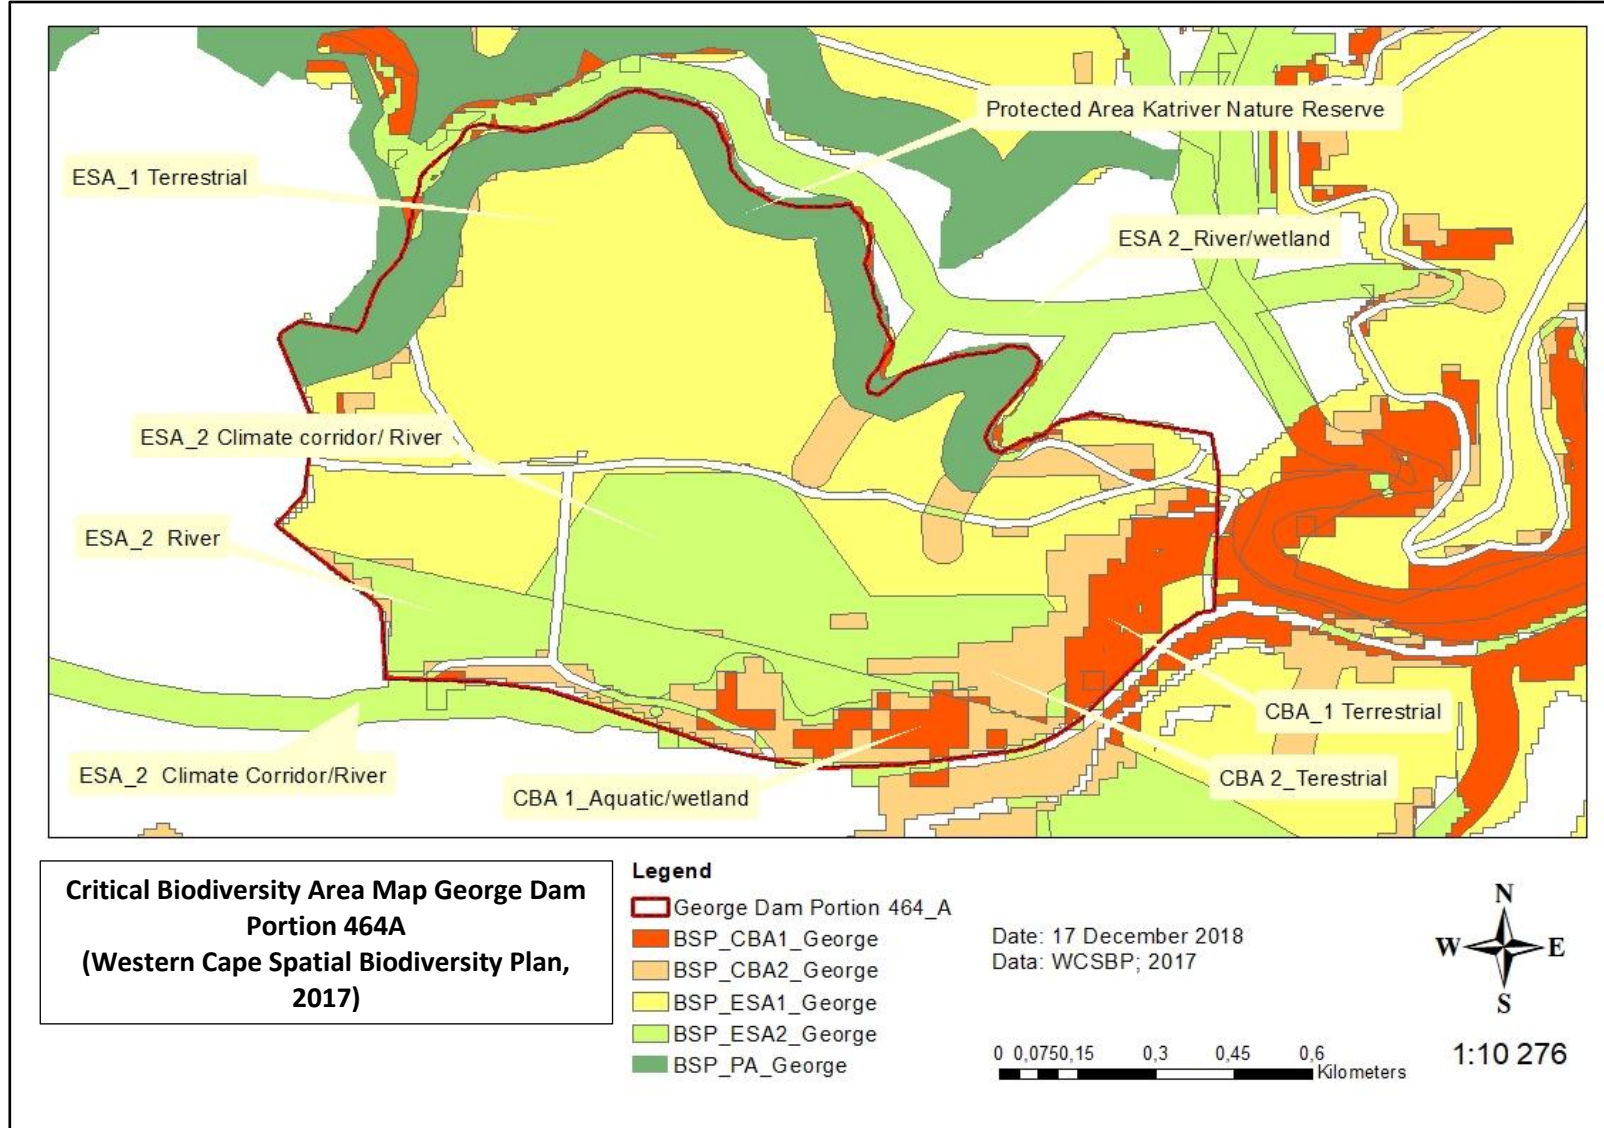 Protected Area Katriver Nature Reserve
ESA_1 Terrestrial
ESA 2_River/wetland
ESA_2 Climate corridor/ River
ESA_2  River
CBA_1 Terrestrial
ESA_2  Climate Corridor/River
CBA 2_Terestrial
CBA 1_Aquatic/wetland
Critical Biodiversity Area Map George Dam
Portion 464A
(Western Cape Spatial Biodiversity Plan,
2017)
Legend
George Dam Portion 464_A
BSP_CBA1_George
BSP_CBA2_George
BSP_ESA1_George
BSP_ESA2_George
BSP_PA_George
Date: 17 December 2018
Data: WCSBP; 2017
0 0,0750,15 0,3 0,45 0,6
Kilometers
N
W E
S
1:10 276